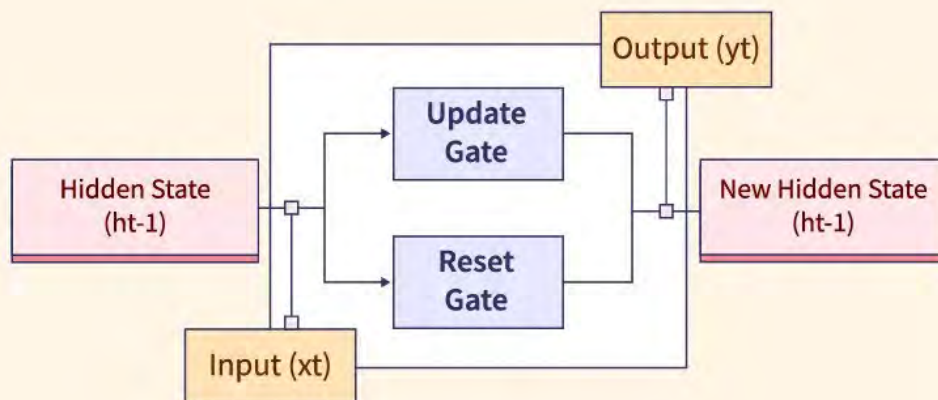 Output (yt)
Update
Gate
Hidden State
(ht-1)
New Hidden State
(ht-1)
Reset
Gate
Input (xt)